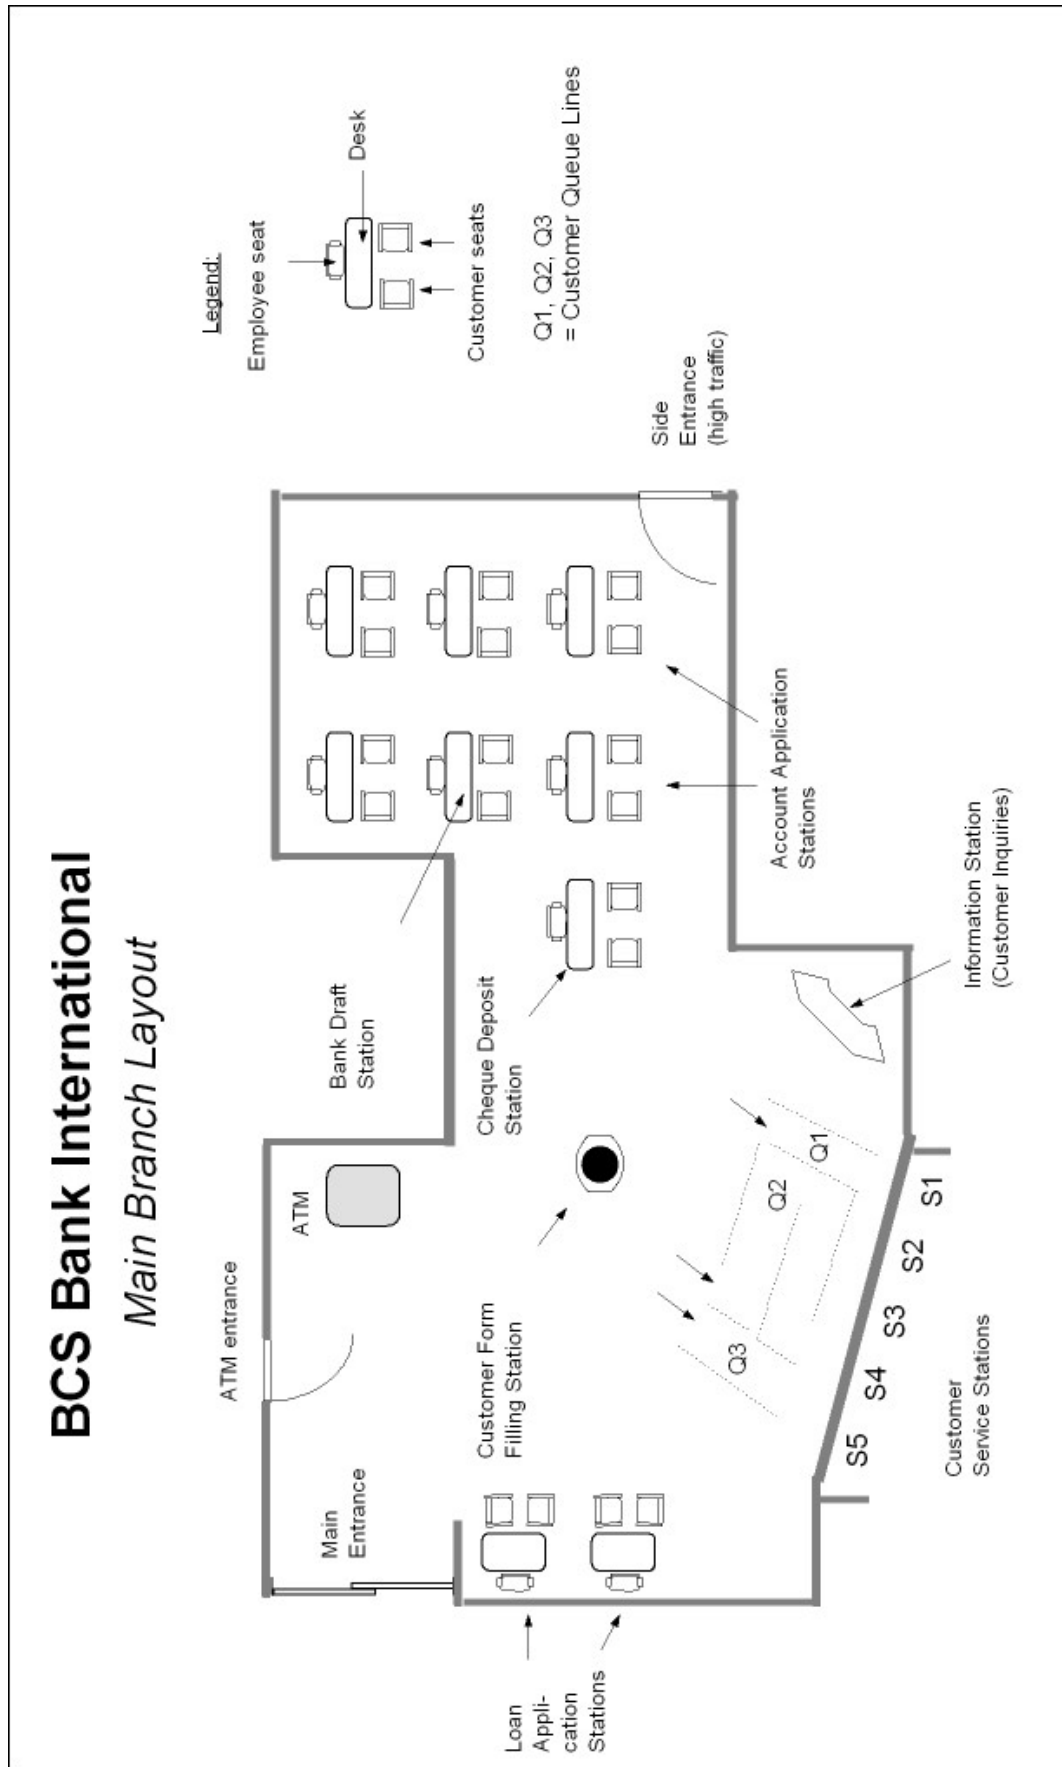 BCS Bank International
Main Branch Layout
Legend:
Employee seat
Desk
Customer seats
Q1, Q2, Q3
= Customer Queue Lines
ATM entrance
Main
Entrance
ATM
Bank Draft
Station
Cheque Deposit
Station
Customer Form
Filling Station
Loan
Appli-
cation
Stations
Side
Entrance
(high traffic)
Account Application
Stations
Information Station
(Customer Inquiries)
Q3
Q2
Q1
S5
S4
S3
S2
S1
Customer
Service Stations